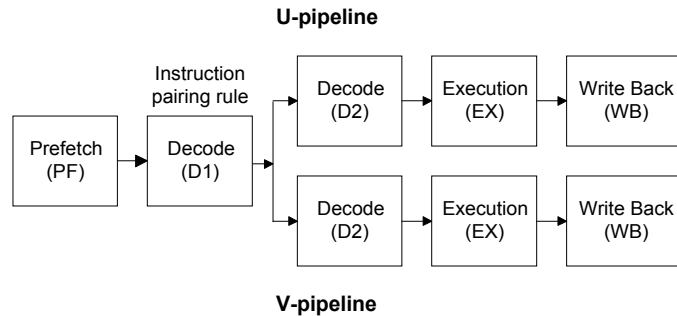 U-pipeline
Instruction
pairing rule
Prefetch
(PF)
Decode
(D1)
Decode
(D2)
Execution
(EX)
Write Back
(WB)
Decode
(D2)
Execution
(EX)
Write Back
(WB)
V-pipeline